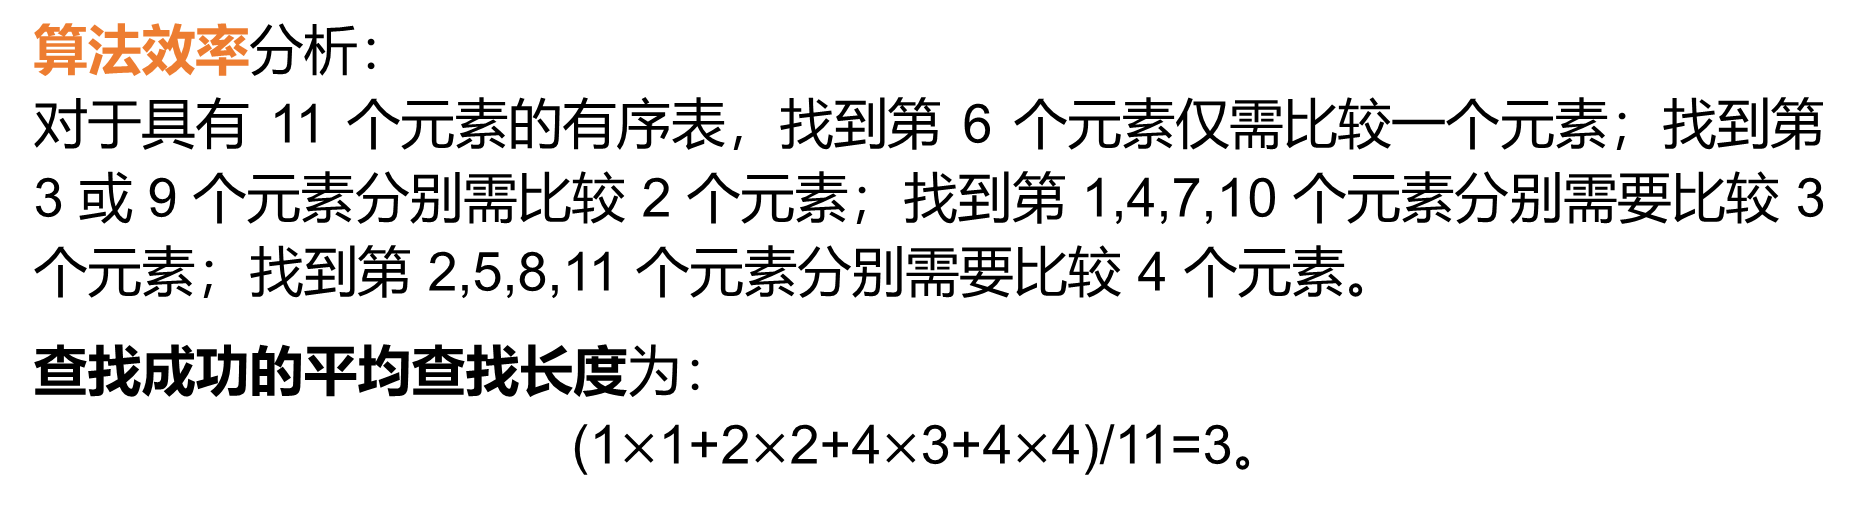 算法效率分析：
对于具有 11 个元素的有序表，找到第 6 个元素仅需比较一个元素；找到第
3 或 9 个元素分别需比较 2 个元素；找到第 1,4,7,10 个元素分别需要比较 3
个元素；找到第 2,5,8,11 个元素分别需要比较 4 个元素。
查找成功的平均查找长度为：
(1×1+2×2+4×3+4×4)/11=3。